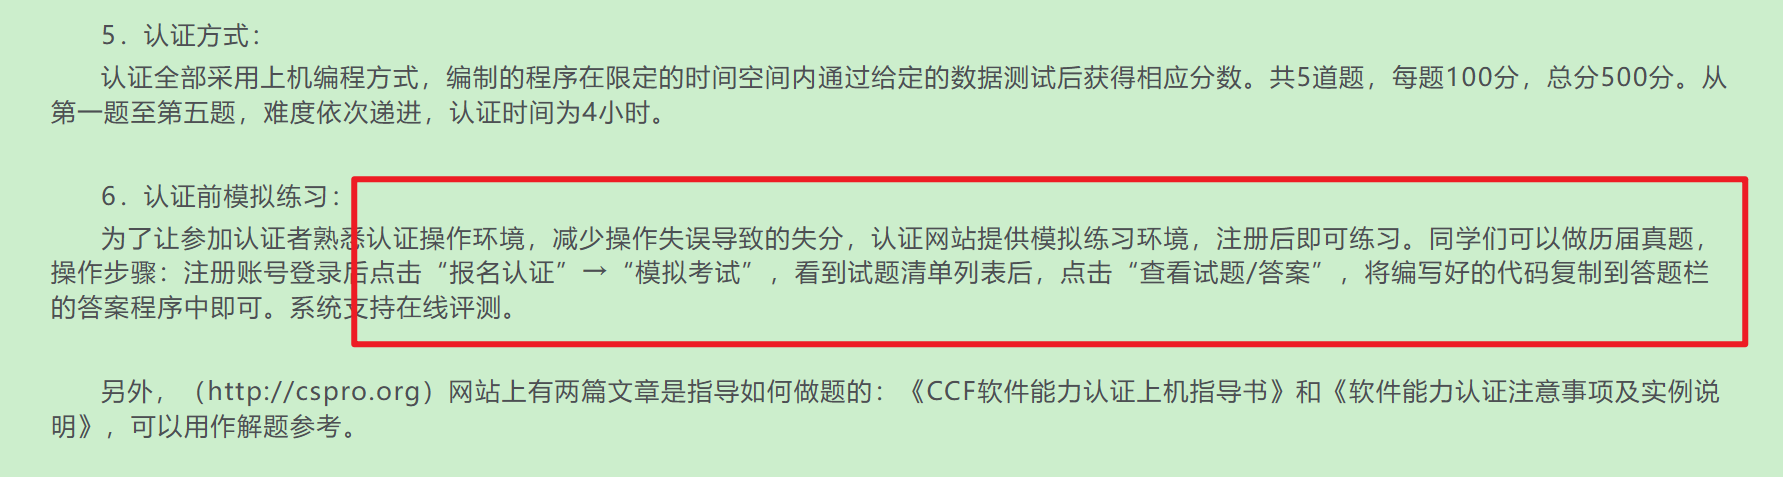 5．认证方式：
认证全部采用上机编程方式，编制的程序在限定的时间空间内通过给定的数据测试后获得相应分数。共5道题，每题100分，总分500分。从
第一题至第五题，难度依次递进，认证时间为4小时。
6．认证前模拟练习：
为了让参加认证者熟悉认证操作环境，减少操作失误导致的失分，认证网站提供模拟练习环境，注册后即可练习。同学们可以做历届真题，
操作步骤：注册账号登录后点击“报名认证”→“模拟考试”，看到试题清单列表后，点击“查看试题/答案”，将编写好的代码复制到答题栏
的答案程序中即可。系统支持在线评测。
另外，（http://cspro.org）网站上有两篇文章是指导如何做题的：《CCF软件能力认证上机指导书》和《软件能力认证注意事项及实例说
明》，可以用作解题参考。